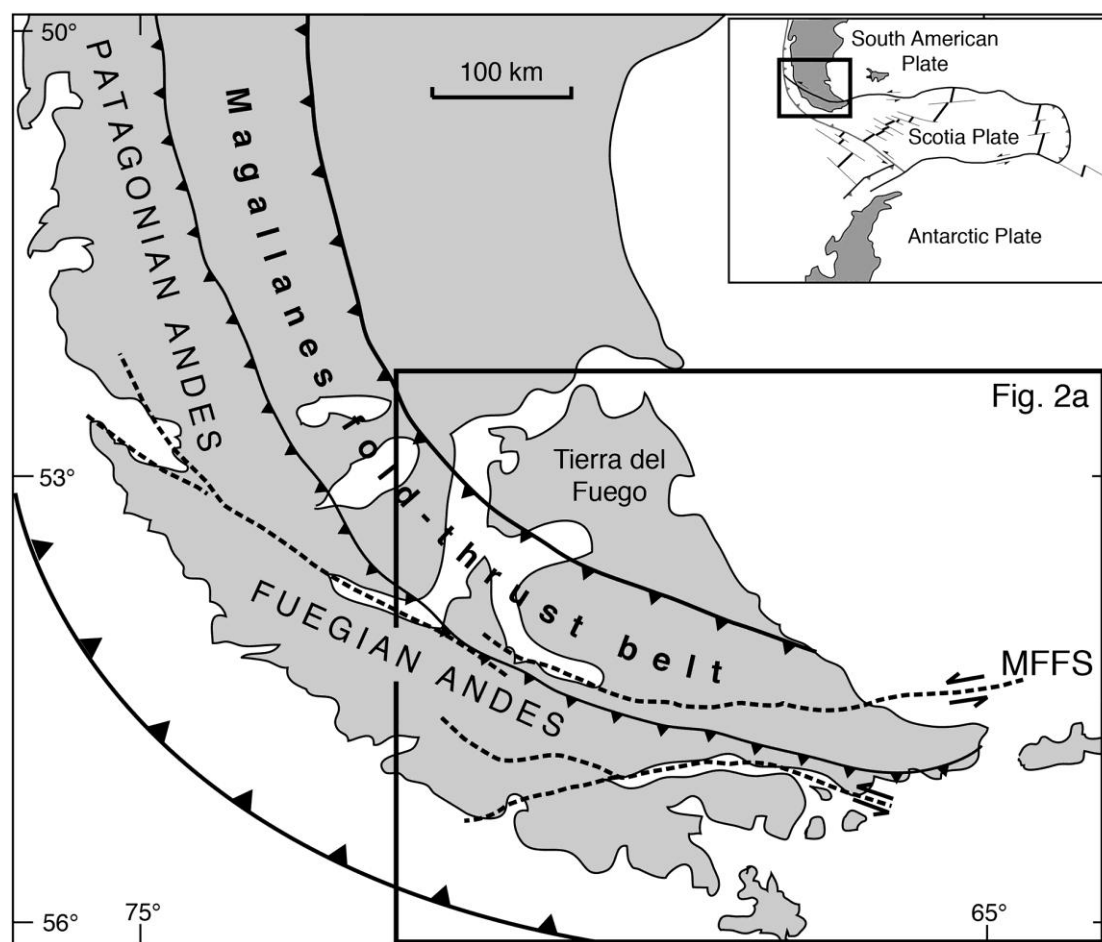 50°
PATAGONIAN ANDES
Magallanes fold-thrust belt
100 km
South American
Plate
Scotia Plate
Antarctic Plate
Fig. 2a
53°
Tierra del
Fuego
FUEGIAN ANDES
MFFS
56°
75°
65°